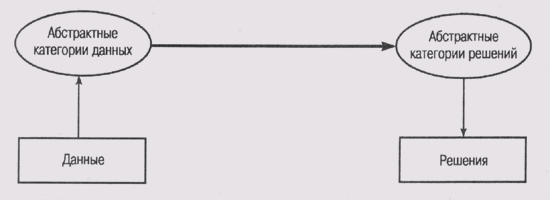 Абстрактные
категории данных
Абстрактные
категории решений
Данные
Решения